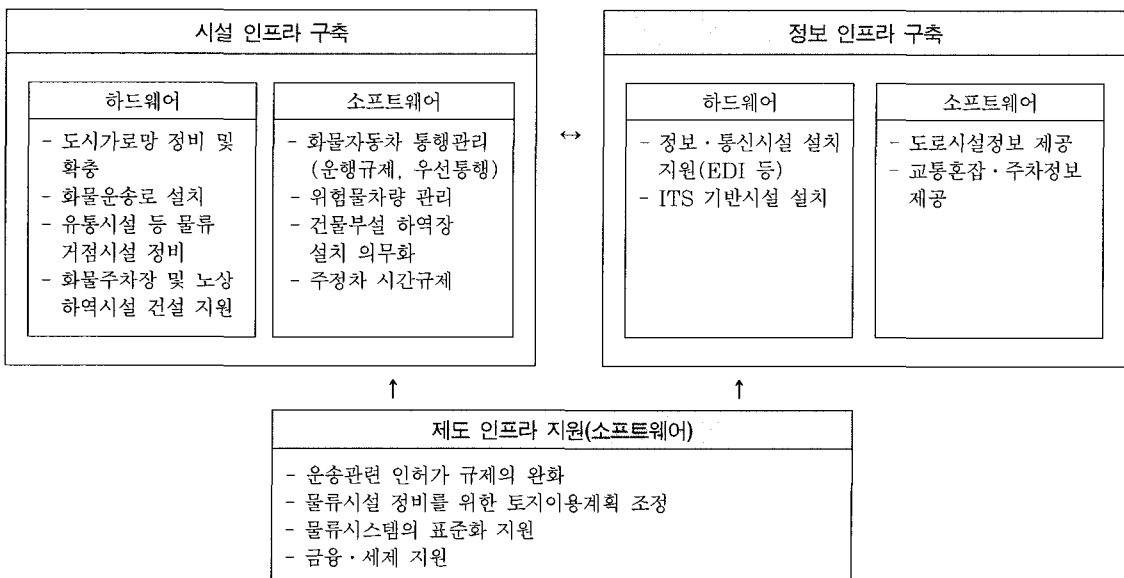 시설 인프라 구축
하드웨어
- 도시가로망 정비 및
확충
- 화물운송로 설치
- 유통시설 등 물류
거점시설 정비
- 화물주차장 및 노상
하역시설 건설 지원
소프트웨어
- 화물자동차 통행관리
(운행규제, 우선통행)
- 위험물차량 관리
- 건물부설 하역장
설치 의무화
- 주정차 시간규제
↔
정보 인프라 구축
하드웨어
- 정보·통신시설 설치
지원(EDI 등)
- ITS 기반시설 설치
소프트웨어
- 도로시설정보 제공
- 교통혼잡·주차정보
제공
↑ ↑
제도 인프라 지원(소프트웨어)
- 운송관련 인허가 규제의 완화
- 물류시설 정비를 위한 토지이용계획 조정
- 물류시스템의 표준화 지원
- 금융·세제 지원